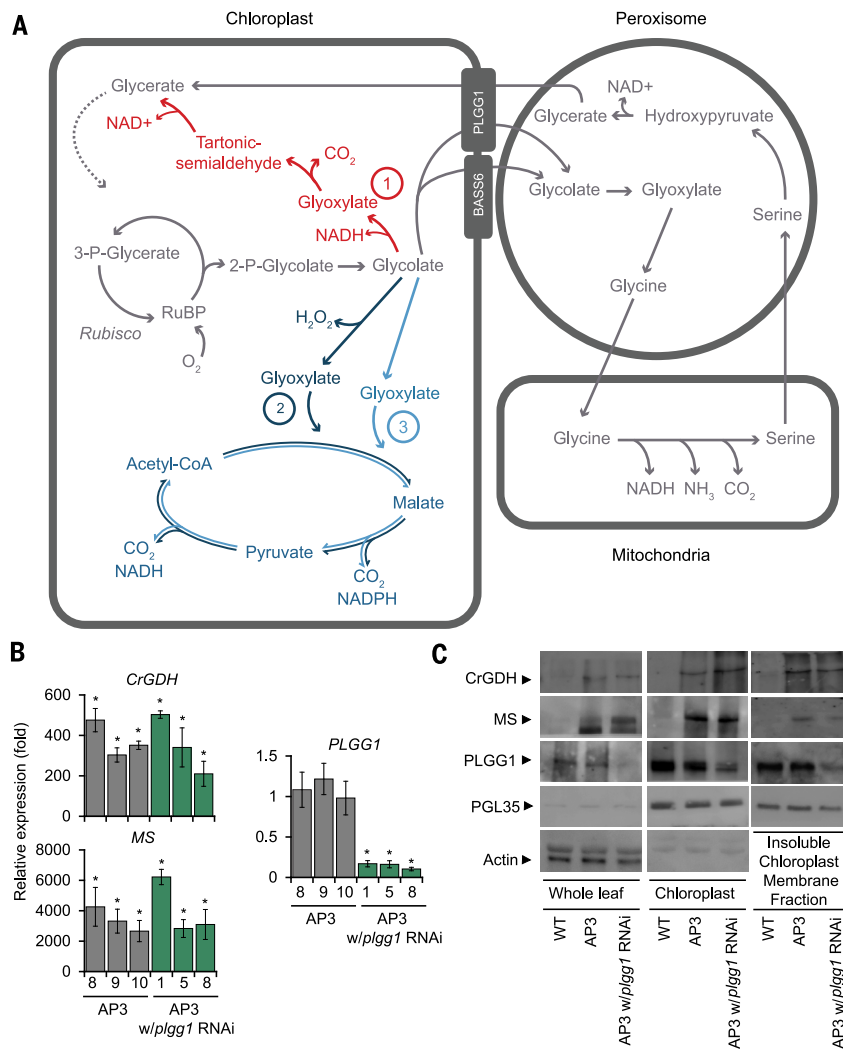 A
Chloroplast
Peroxisome
Glycerate
NAD+
Tartonic-
semialdehyde
CO2
1
Glyoxylate
NADH
3-P-Glycerate
2-P-Glycolate
Glycolate
RuBP
Rubisco
O2
H2O2
Glyoxylate
2
Glyoxylate
3
Acetyl-CoA
Malate
Pyruvate
CO2
NADH
CO2
NADPH
PLGG1
BASS6
NAD+
Glycerate
Hydroxypyruvate
Glycolate
Glyoxylate
Serine
Glycine
Glycine
Serine
NADH
NH3
CO2
Mitochondria
B
CrGDH
Relative expression (fold)
600
400
200
0
* * * * * *
MS
8000
6000
4000
2000
0
* * * * * *
8 9 10 1 5 8
AP3
AP3
w/plgg1 RNAi
PLGG1
1.5
1
0.5
0
* * *
8 9 10 1 5 8
AP3
AP3
w/plgg1 RNAi
C
CrGDH
MS
PLGG1
PGL35
Actin
Whole leaf
Chloroplast
Insoluble
Chloroplast
Membrane
Fraction
WT
AP3
AP3 w/plgg1 RNAi
WT
AP3
AP3 w/plgg1 RNAi
WT
AP3
AP3 w/plgg1 RNAi